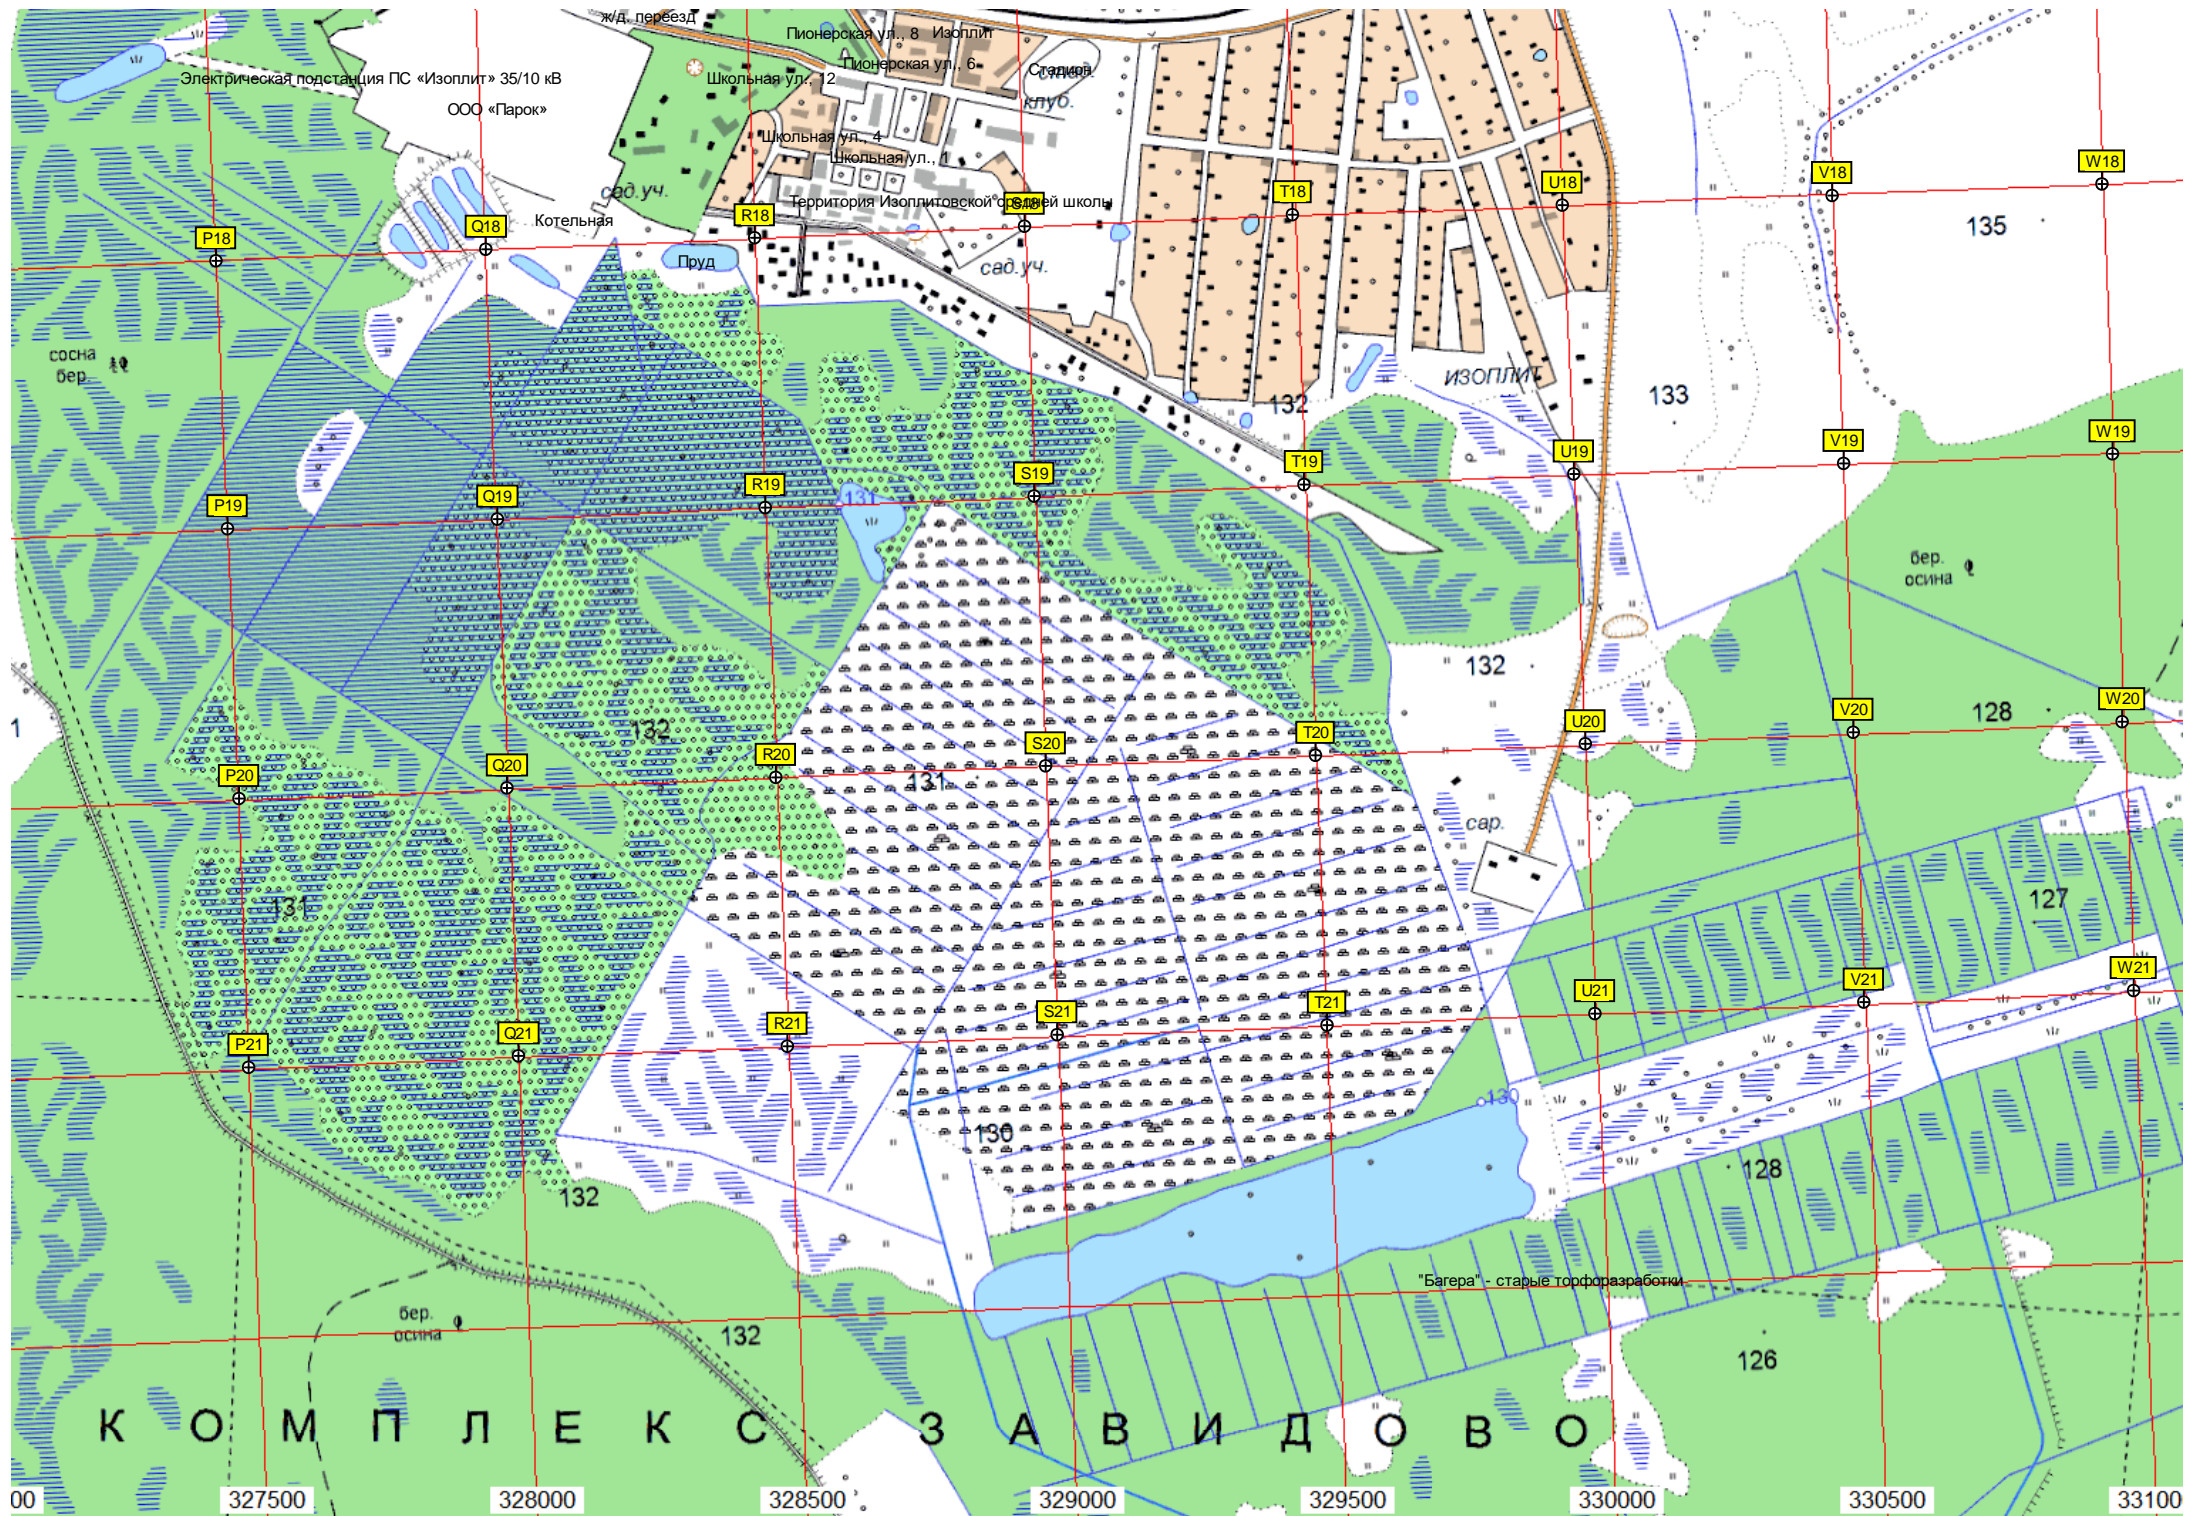 ж/д. переезд
Пионерская ул., 8
Изоплит
Пионерская ул., 6
Электрическая подстанция ПС «Изоплит» 35/10 кВ
Школьная ул., 12
Стадион
ООО «Парок»
клуб.
Школьная ул., 4
Школьная ул., 1
сад.уч.
Территория Изоплитовской средней школы
Котельная
P18
Q18
R18
S18
T18
U18
V18
W18
135
Пруд
сад.уч.
сосна
бер.
ИЗОПЛИТ
132
133
P19
Q19
R19
S19
T19
U19
V19
W19
131
бер.
осина
132
132
128
1
P20
Q20
R20
S20
T20
U20
V20
W20
131
сар.
131
127
P21
Q21
R21
S21
T21
U21
V21
W21
130
130
128
132
"Багера" - старые торфоразработки
бер.
осина
132
126
КОМПЛЕКС ЗАВИДОВО
00
327500
328000
328500
329000
329500
330000
330500
33100